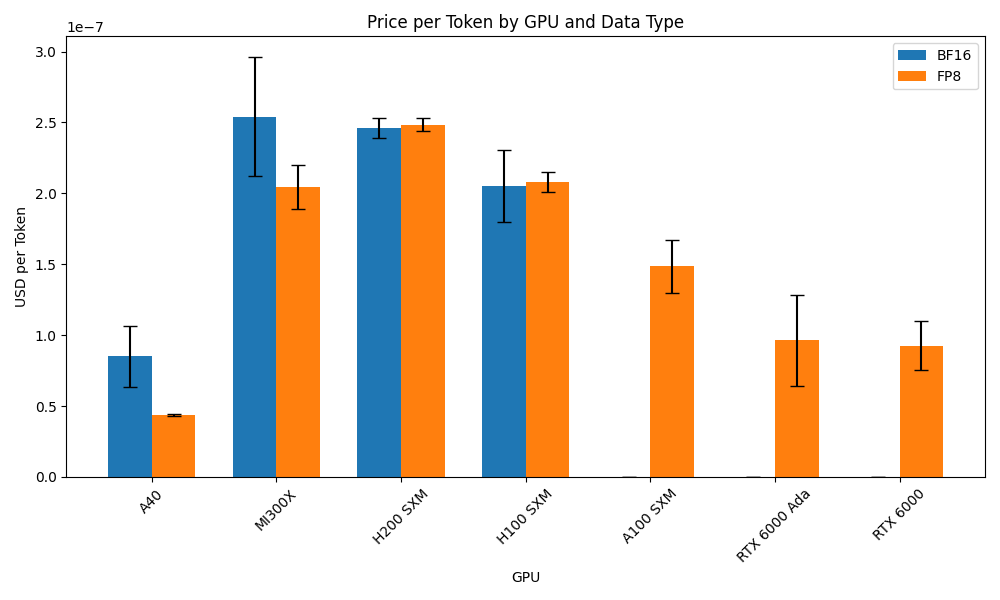 Price per Token by GPU and Data Type
1e−7
3.0
2.5
2.0
1.5
1.0
0.5
0.0
USD per Token
BF16
FP8
A40
MI300X
H200 SXM
H100 SXM
A100 SXM
RTX 6000 Ada
RTX 6000
GPU